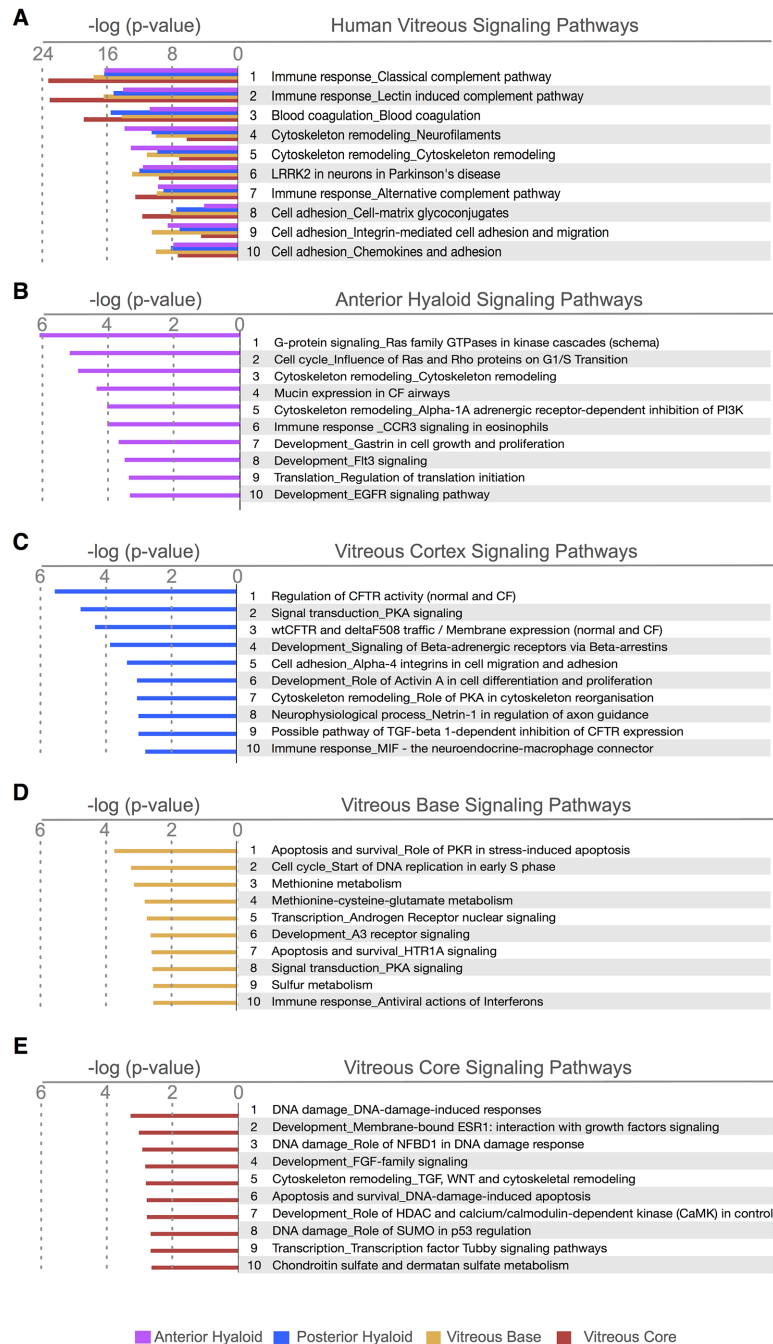 A
-log (p-value) Human Vitreous Signaling Pathways
24 16 8 0
1 Immune response_Classical complement pathway
2 Immune response_Lectin induced complement pathway
3 Blood coagulation_Blood coagulation
4 Cytoskeleton remodeling_Neurofilaments
5 Cytoskeleton remodeling_Cytoskeleton remodeling
6 LRRK2 in neurons in Parkinson's disease
7 Immune response_Alternative complement pathway
8 Cell adhesion_Cell-matrix glycoconjugates
9 Cell adhesion_Integrin-mediated cell adhesion and migration
10 Cell adhesion_Chemokines and adhesion
B
-log (p-value) Anterior Hyaloid Signaling Pathways
6 4 2 0
1 G-protein signaling_Ras family GTPases in kinase cascades (schema)
2 Cell cycle_Influence of Ras and Rho proteins on G1/S Transition
3 Cytoskeleton remodeling_Cytoskeleton remodeling
4 Mucin expression in CF airways
5 Cytoskeleton remodeling_Alpha-1A adrenergic receptor-dependent inhibition of PI3K
6 Immune response _CCR3 signaling in eosinophils
7 Development_Gastrin in cell growth and proliferation
8 Development_Flt3 signaling
9 Translation_Regulation of translation initiation
10 Development_EGFR signaling pathway
C
-log (p-value) Vitreous Cortex Signaling Pathways
6 4 2 0
1 Regulation of CFTR activity (normal and CF)
2 Signal transduction_PKA signaling
3 wtCFTR and deltaF508 traffic / Membrane expression (normal and CF)
4 Development_Signaling of Beta-adrenergic receptors via Beta-arrestins
5 Cell adhesion_Alpha-4 integrins in cell migration and adhesion
6 Development_Role of Activin A in cell differentiation and proliferation
7 Cytoskeleton remodeling_Role of PKA in cytoskeleton reorganisation
8 Neurophysiological process_Netrin-1 in regulation of axon guidance
9 Possible pathway of TGF-beta 1-dependent inhibition of CFTR expression
10 Immune response_MIF - the neuroendocrine-macrophage connector
D
-log (p-value) Vitreous Base Signaling Pathways
6 4 2 0
1 Apoptosis and survival_Role of PKR in stress-induced apoptosis
2 Cell cycle_Start of DNA replication in early S phase
3 Methionine metabolism
4 Methionine-cysteine-glutamate metabolism
5 Transcription_Androgen Receptor nuclear signaling
6 Development_A3 receptor signaling
7 Apoptosis and survival_HTR1A signaling
8 Signal transduction_PKA signaling
9 Sulfur metabolism
10 Immune response_Antiviral actions of Interferons
E
-log (p-value) Vitreous Core Signaling Pathways
6 4 2 0
1 DNA damage_DNA-damage-induced responses
2 Development_Membrane-bound ESR1: interaction with growth factors signaling
3 DNA damage_Role of NFBD1 in DNA damage response
4 Development_FGF-family signaling
5 Cytoskeleton remodeling_TGF, WNT and cytoskeletal remodeling
6 Apoptosis and survival_DNA-damage-induced apoptosis
7 Development_Role of HDAC and calcium/calmodulin-dependent kinase (CaMK) in control
8 DNA damage_Role of SUMO in p53 regulation
9 Transcription_Transcription factor Tubby signaling pathways
10 Chondroitin sulfate and dermatan sulfate metabolism
Anterior Hyaloid Posterior Hyaloid Vitreous Base Vitreous Core